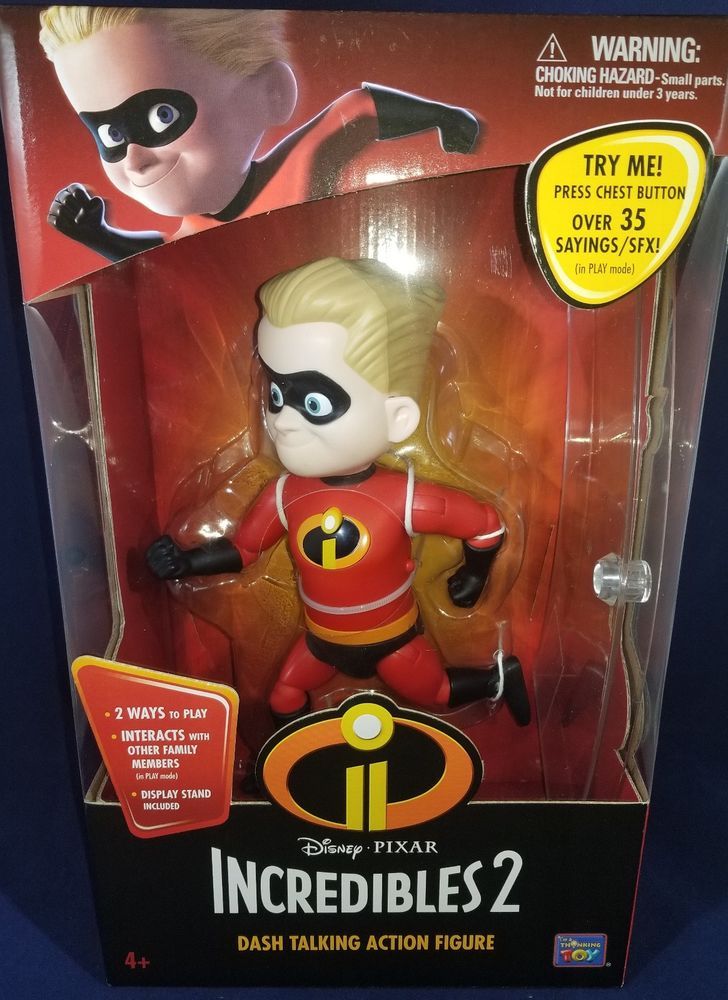 WARNING:
CHOKING HAZARD-Small parts.
Not for children under 3 years.
TRY ME!
PRESS CHEST BUTTON
OVER 35
SAYINGS/SFX!
(in PLAY mode)
• 2 WAYS TO PLAY
• INTERACTS WITH
OTHER FAMILY
MEMBERS
(in PLAY mode)
• DISPLAY STAND
INCLUDED
DISNEY · PIXAR
INCREDIBLES 2
DASH TALKING ACTION FIGURE
4+
I'm a
THINKING
TOY